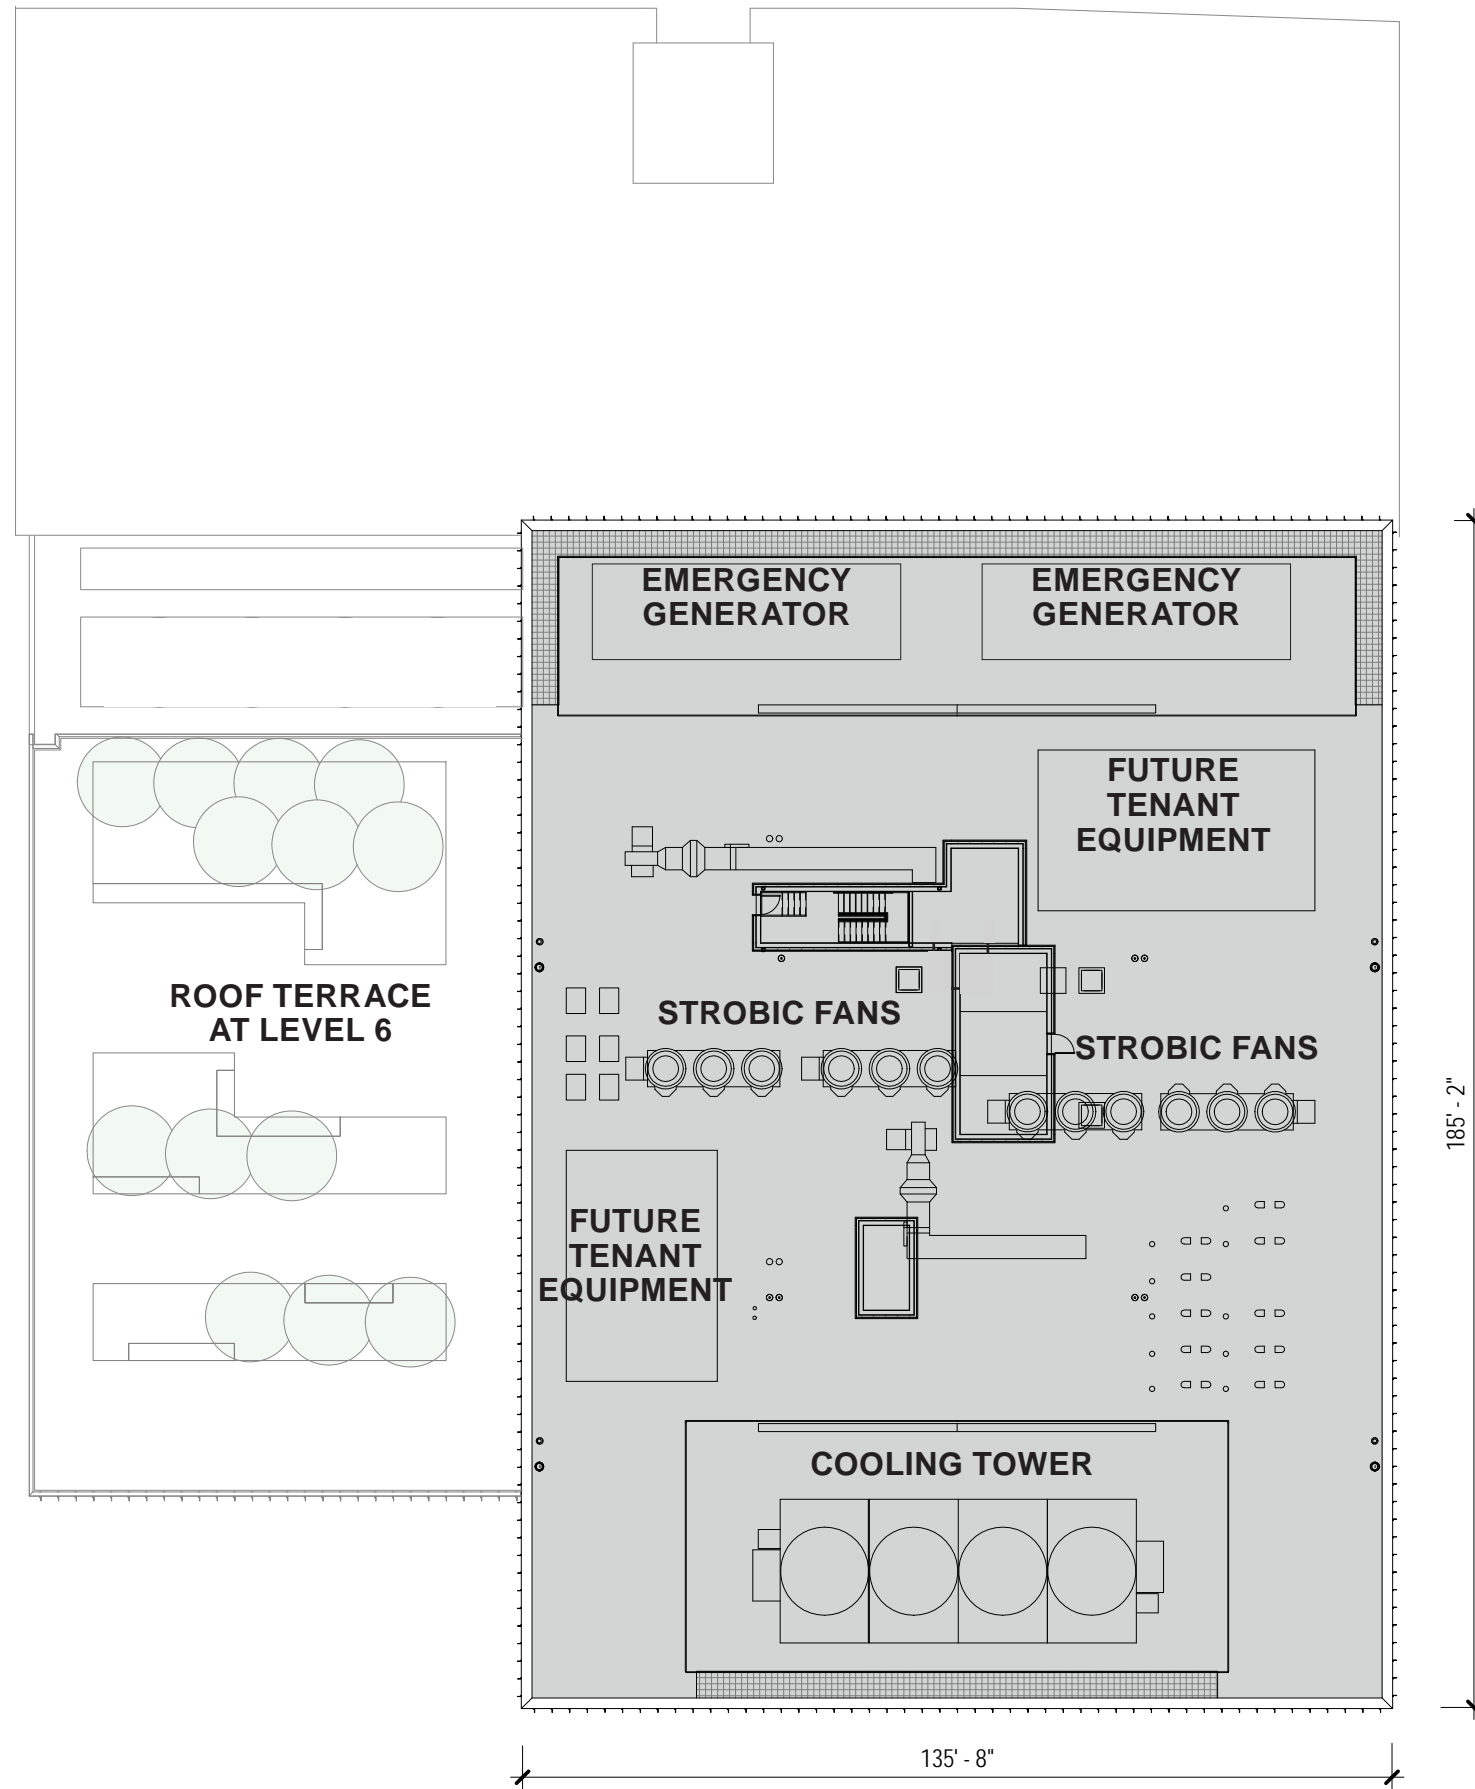 EMERGENCY
GENERATOR
EMERGENCY
GENERATOR
FUTURE
TENANT
EQUIPMENT
ROOF TERRACE
AT LEVEL 6
STROBIC FANS
STROBIC FANS
185' - 2"
FUTURE
TENANT
EQUIPMENT
COOLING TOWER
135' - 8"